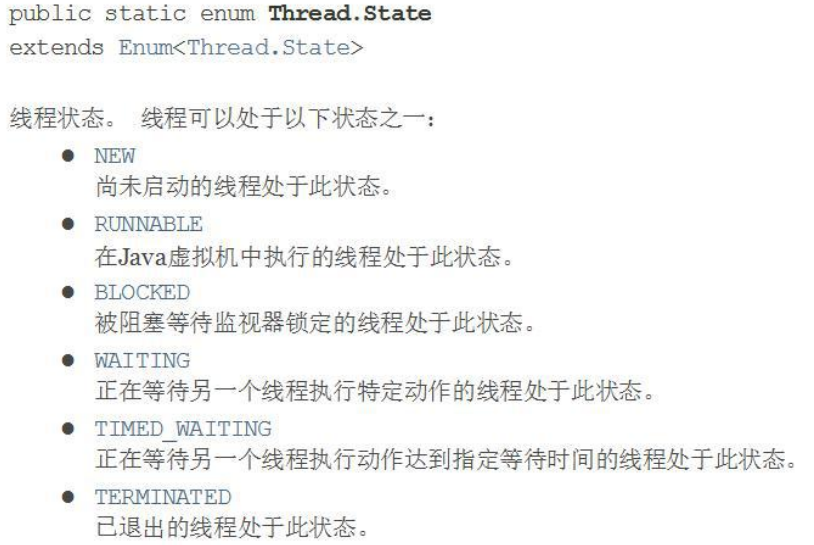 public static enum Thread.State
extends Enum<Thread.State>
线程状态。 线程可以处于以下状态之一:
● NEW
尚未启动的线程处于此状态。
● RUNNABLE
在Java虚拟机中执行的线程处于此状态。
● BLOCKED
被阻塞等待监视器锁定的线程处于此状态。
● WAITING
正在等待另一个线程执行特定动作的线程处于此状态。
● TIMED_WAITING
正在等待另一个线程执行动作达到指定等待时间的线程处于此状态。
● TERMINATED
已退出的线程处于此状态。